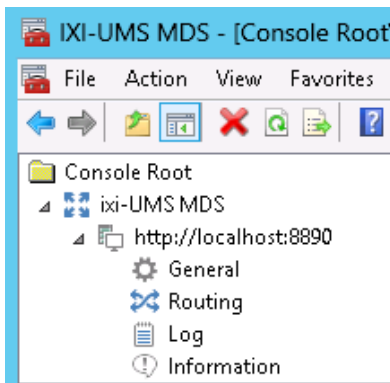 IXI-UMS MDS - [Console Root
File Action View Favorites
Console Root
ixi-UMS MDS
http://localhost:8890
General
Routing
Log
Information